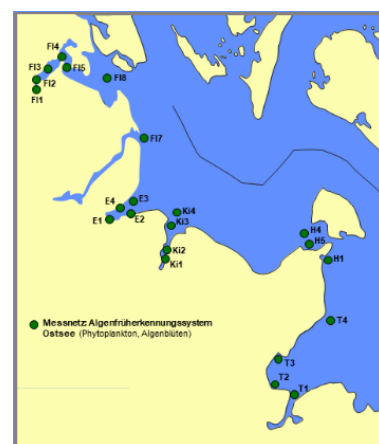 Fl4
Fl3
Fl5
Fl8
Fl2
Fl1
Fl7
E4
E3
E1
E2
Ki4
Ki3
H4
H5
Ki2
Ki1
H1
Messnetz: Algenfrüherkennungssystem
Ostsee (Phytoplankton, Algenblüten)
T4
T3
T2
T1